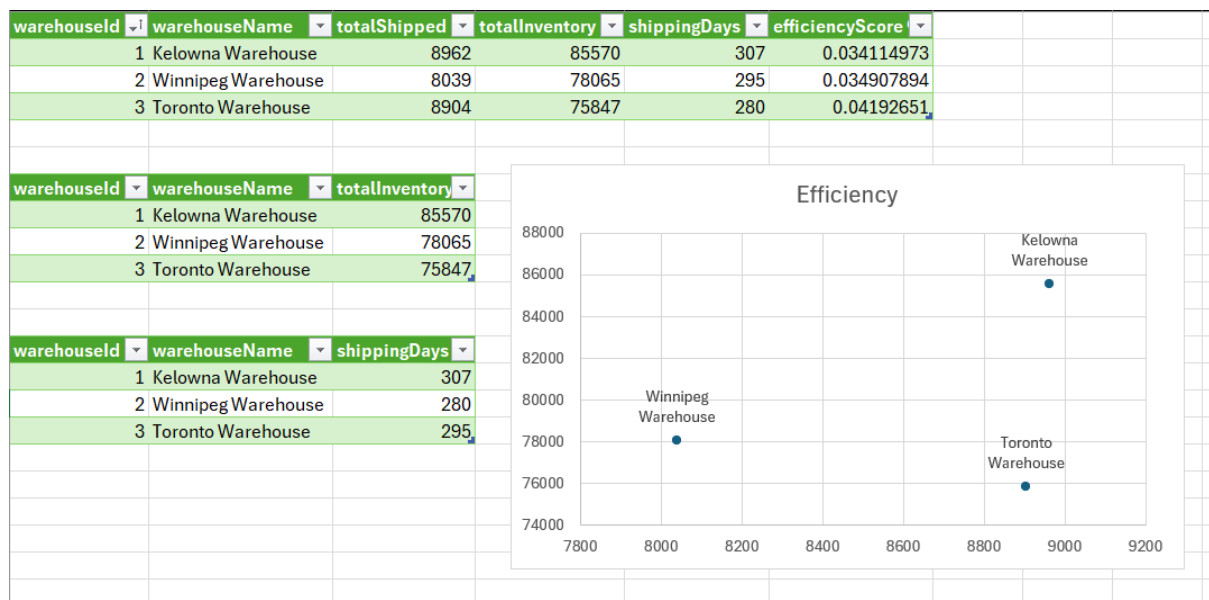 warehouseId warehouseName totalShipped totalInventory shippingDays efficiencyScore
1 Kelowna Warehouse 8962 85570 307 0.034114973
2 Winnipeg Warehouse 8039 78065 295 0.034907894
3 Toronto Warehouse 8904 75847 280 0.04192651
warehouseId warehouseName totalInventory
1 Kelowna Warehouse 85570
2 Winnipeg Warehouse 78065
3 Toronto Warehouse 75847
warehouseId warehouseName shippingDays
1 Kelowna Warehouse 307
2 Winnipeg Warehouse 280
3 Toronto Warehouse 295
Efficiency
88000
86000
84000
82000
80000
78000
76000
74000
Kelowna
Warehouse
Winnipeg
Warehouse
Toronto
Warehouse
7800 8000 8200 8400 8600 8800 9000 9200